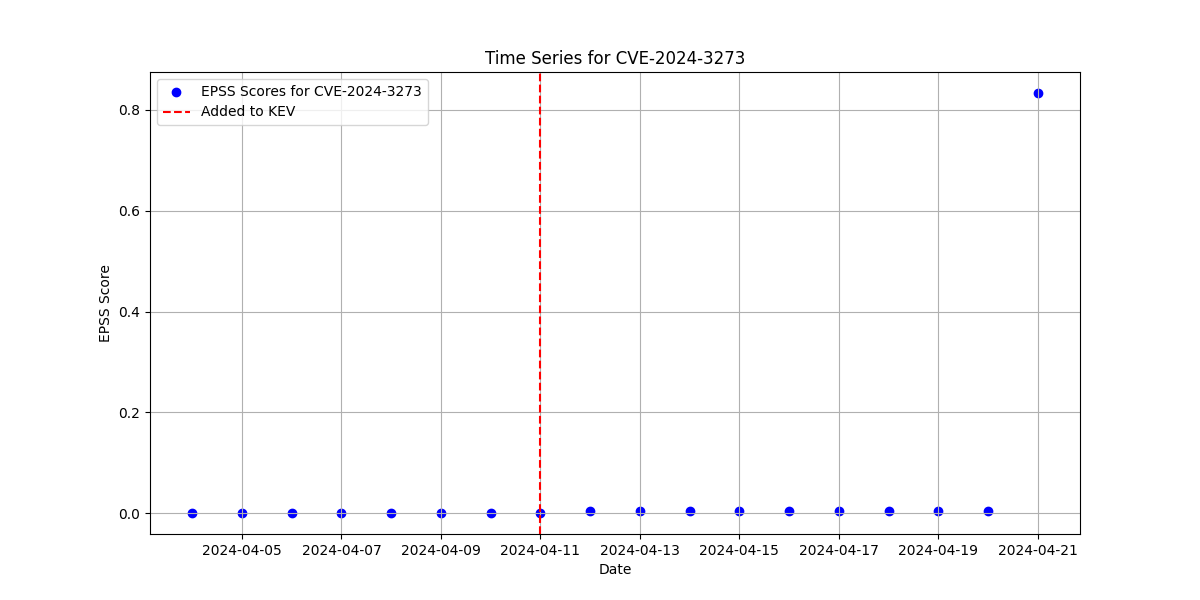 Time Series for CVE-2024-3273
EPSS Scores for CVE-2024-3273
Added to KEV
0.8
0.6
0.4
0.2
0.0
EPSS Score
2024-04-05 2024-04-07 2024-04-09 2024-04-11 2024-04-13 2024-04-15 2024-04-17 2024-04-19 2024-04-21
Date